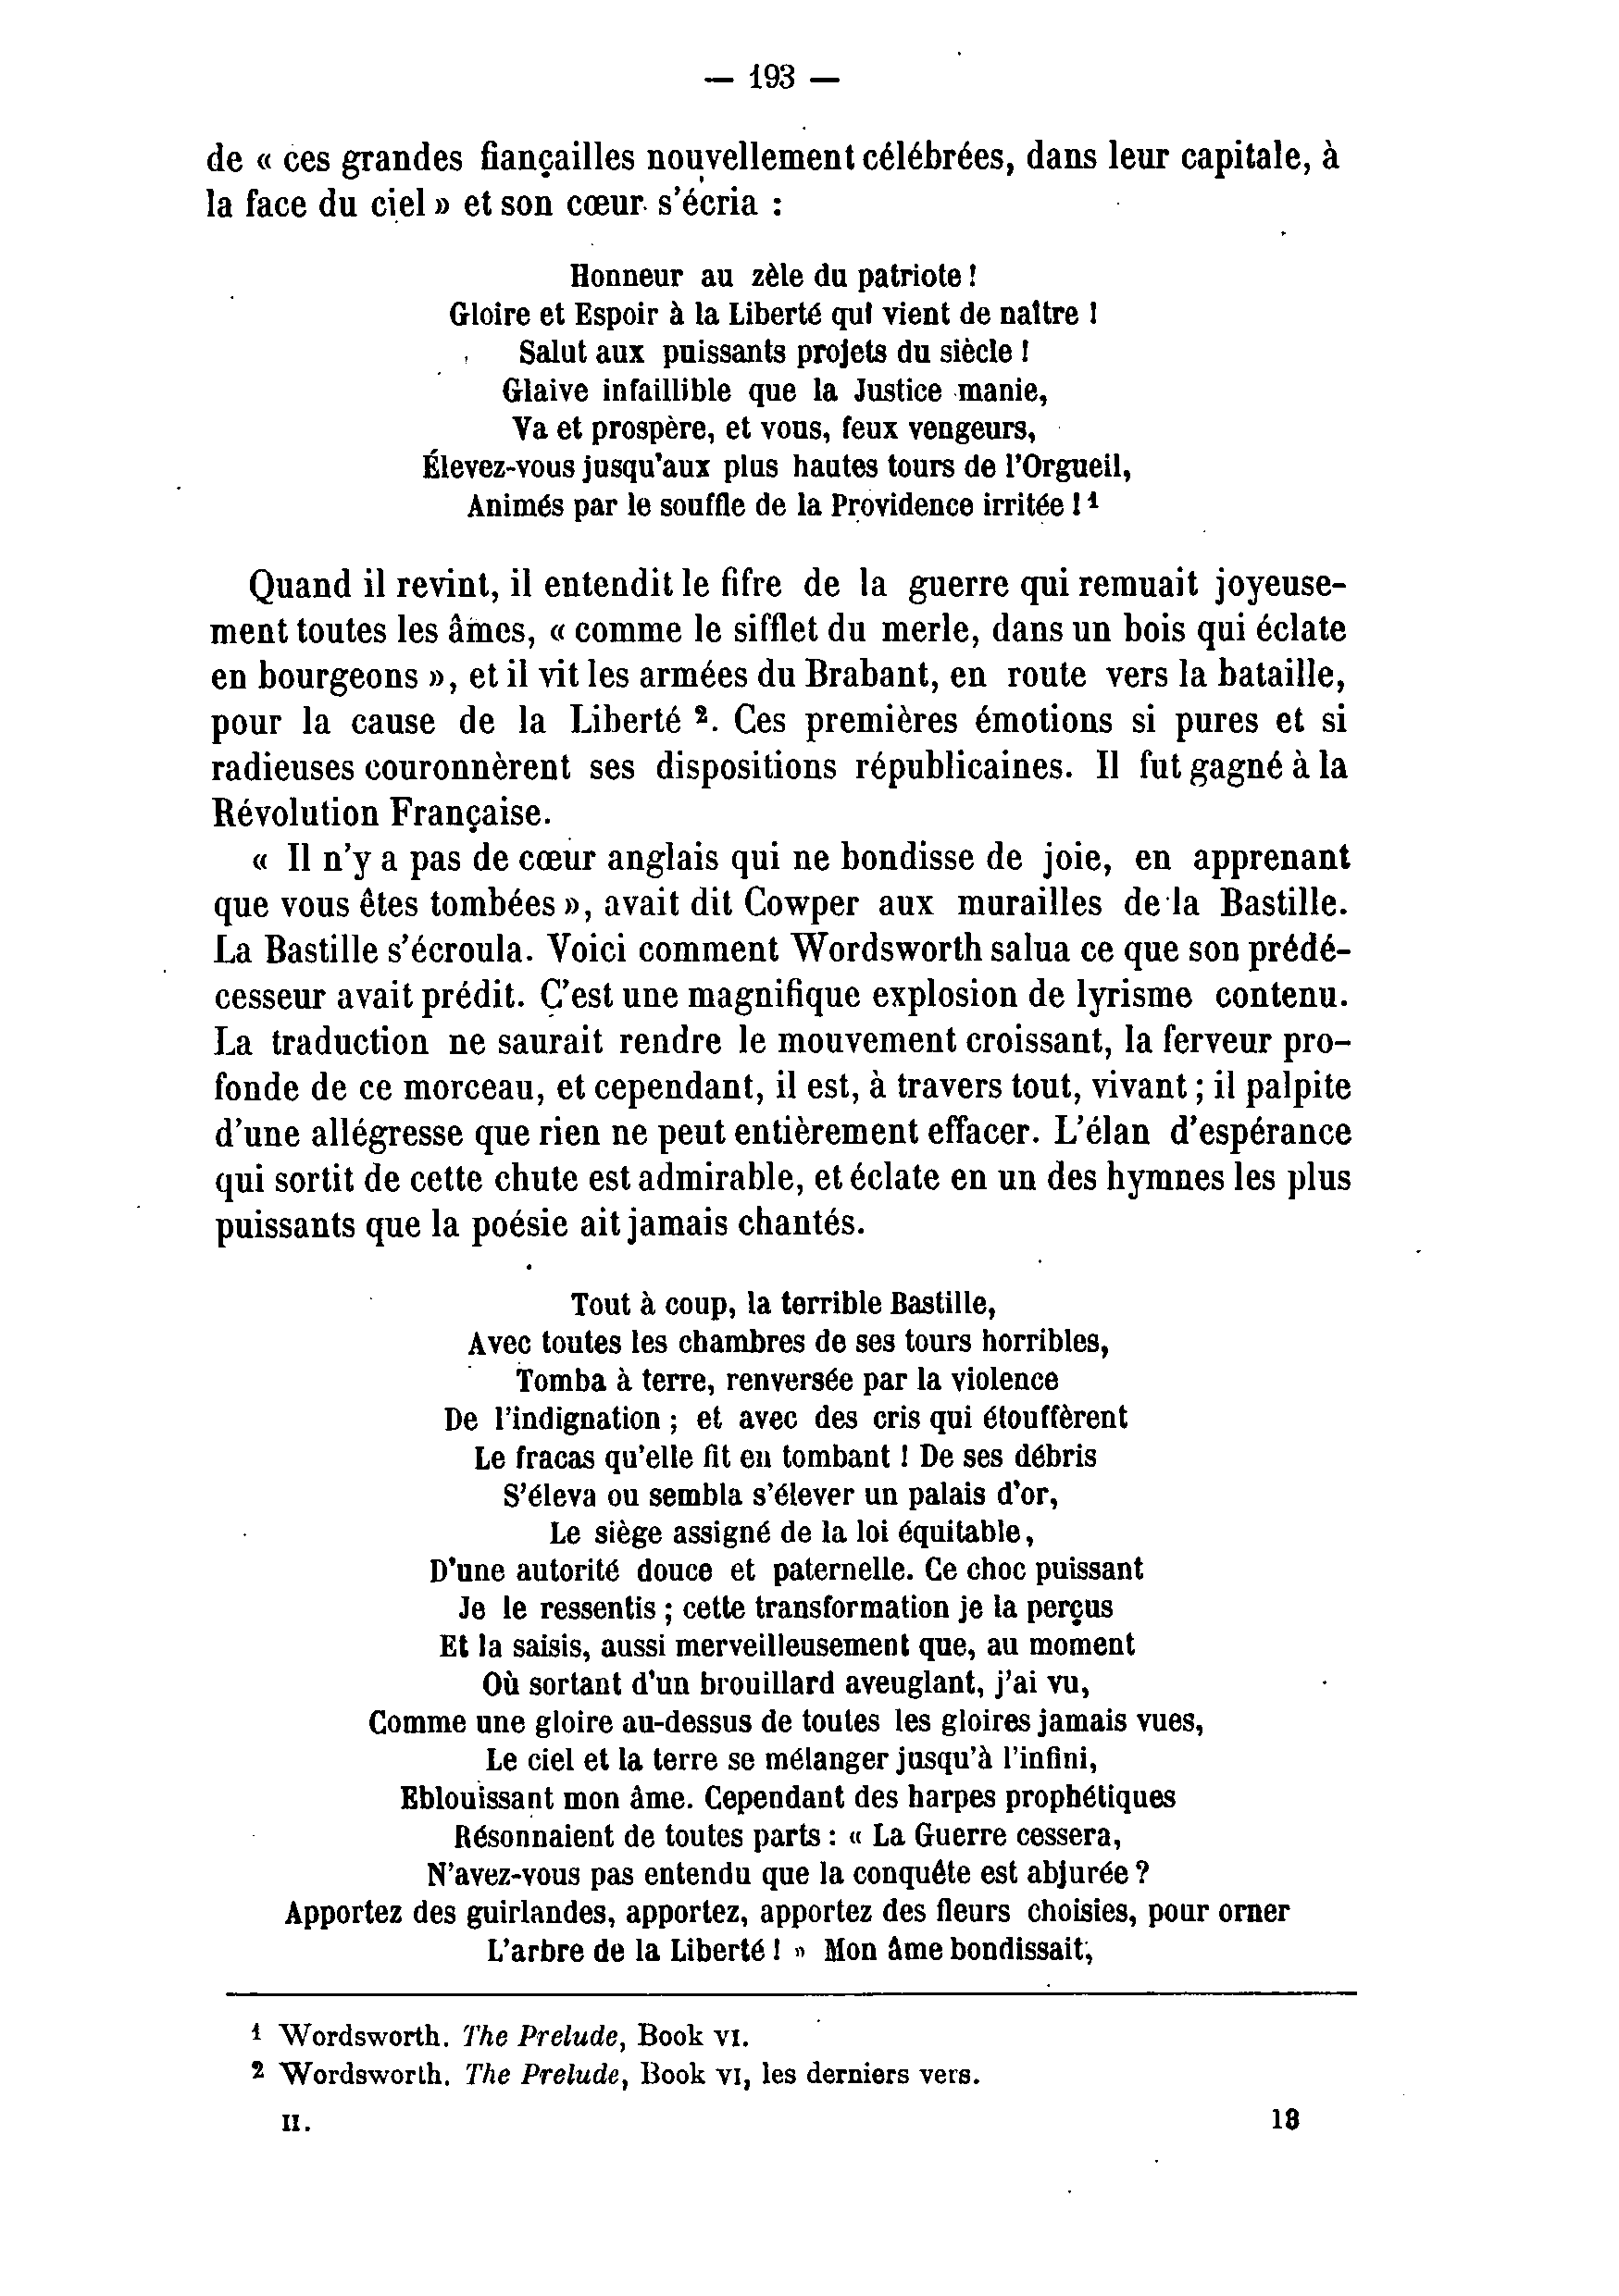 — 193 —
de « ces grandes fiançailles nouvellement célébrées, dans leur capitale, à
la face du ciel » et son cœur s'écria :
Honneur au zèle du patriote !
Gloire et Espoir à la Liberté qui vient de naître !
Salut aux puissants projets du siècle !
Glaive infaillible que la Justice manie,
Va et prospère, et vous, feux vengeurs,
Élevez-vous jusqu'aux plus hautes tours de l'Orgueil,
Animés par le souffle de la Providence irritée ! 1
Quand il revint, il entendit le fifre de la guerre qui remuait joyeuse-
ment toutes les âmes, « comme le sifflet du merle, dans un bois qui éclate
en bourgeons », et il vit les armées du Brabant, en route vers la bataille,
pour la cause de la Liberté 2. Ces premières émotions si pures et si
radieuses couronnèrent ses dispositions républicaines. Il fut gagné à la
Révolution Française.
« Il n'y a pas de cœur anglais qui ne bondisse de joie, en apprenant
que vous êtes tombées », avait dit Cowper aux murailles de la Bastille.
La Bastille s'écroula. Voici comment Wordsworth salua ce que son prédé-
cesseur avait prédit. C'est une magnifique explosion de lyrisme contenu.
La traduction ne saurait rendre le mouvement croissant, la ferveur pro-
fonde de ce morceau, et cependant, il est, à travers tout, vivant ; il palpite
d'une allégresse que rien ne peut entièrement effacer. L'élan d'espérance
qui sortit de cette chute est admirable, et éclate en un des hymnes les plus
puissants que la poésie ait jamais chantés.
Tout à coup, la terrible Bastille,
Avec toutes les chambres de ses tours horribles,
Tomba à terre, renversée par la violence
De l'indignation ; et avec des cris qui étouffèrent
Le fracas qu'elle fit en tombant ! De ses débris
S'éleva ou sembla s'élever un palais d'or,
Le siège assigné de la loi équitable,
D'une autorité douce et paternelle. Ce choc puissant
Je le ressentis ; cette transformation je la perçus
Et la saisis, aussi merveilleusement que, au moment
Où sortant d'un brouillard aveuglant, j'ai vu,
Comme une gloire au-dessus de toutes les gloires jamais vues,
Le ciel et la terre se mélanger jusqu'à l'infini,
Eblouissant mon âme. Cependant des harpes prophétiques
Résonnaient de toutes parts : « La Guerre cessera,
N'avez-vous pas entendu que la conquête est abjurée ?
Apportez des guirlandes, apportez, apportez des fleurs choisies, pour orner
L'arbre de la Liberté ! » Mon âme bondissait,
1 Wordsworth. The Prelude, Book VI.
2 Wordsworth. The Prelude, Book VI, les derniers vers.
II. 13